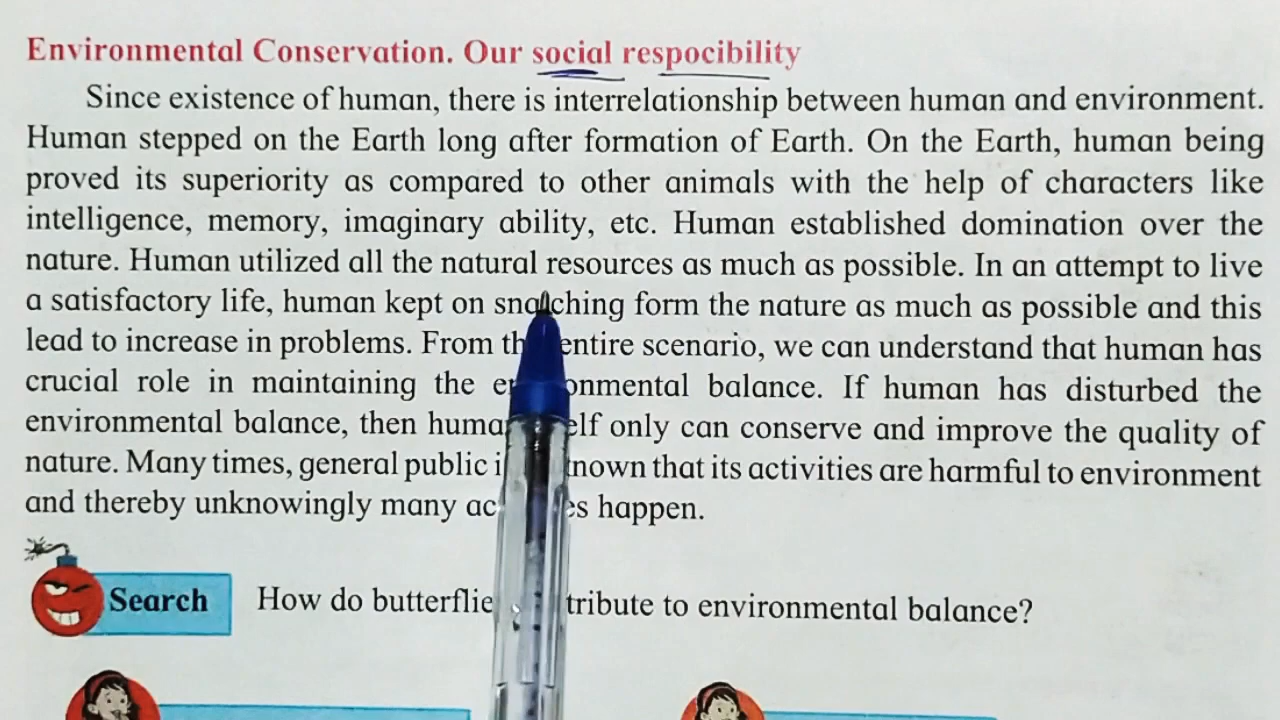 Environmental Conservation. Our social respocibility
Since existence of human, there is interrelationship between human and environment.
Human stepped on the Earth long after formation of Earth. On the Earth, human being
proved its superiority as compared to other animals with the help of characters like
intelligence, memory, imaginary ability, etc. Human established domination over the
nature. Human utilized all the natural resources as much as possible. In an attempt to live
a satisfactory life, human kept on snatching form the nature as much as possible and this
lead to increase in problems. From the entire scenario, we can understand that human has
crucial role in maintaining the environmental balance. If human has disturbed the
environmental balance, then human itself only can conserve and improve the quality of
nature. Many times, general public is unknown that its activities are harmful to environment
and thereby unknowingly many activities happen.
Search How do butterflies contribute to environmental balance?